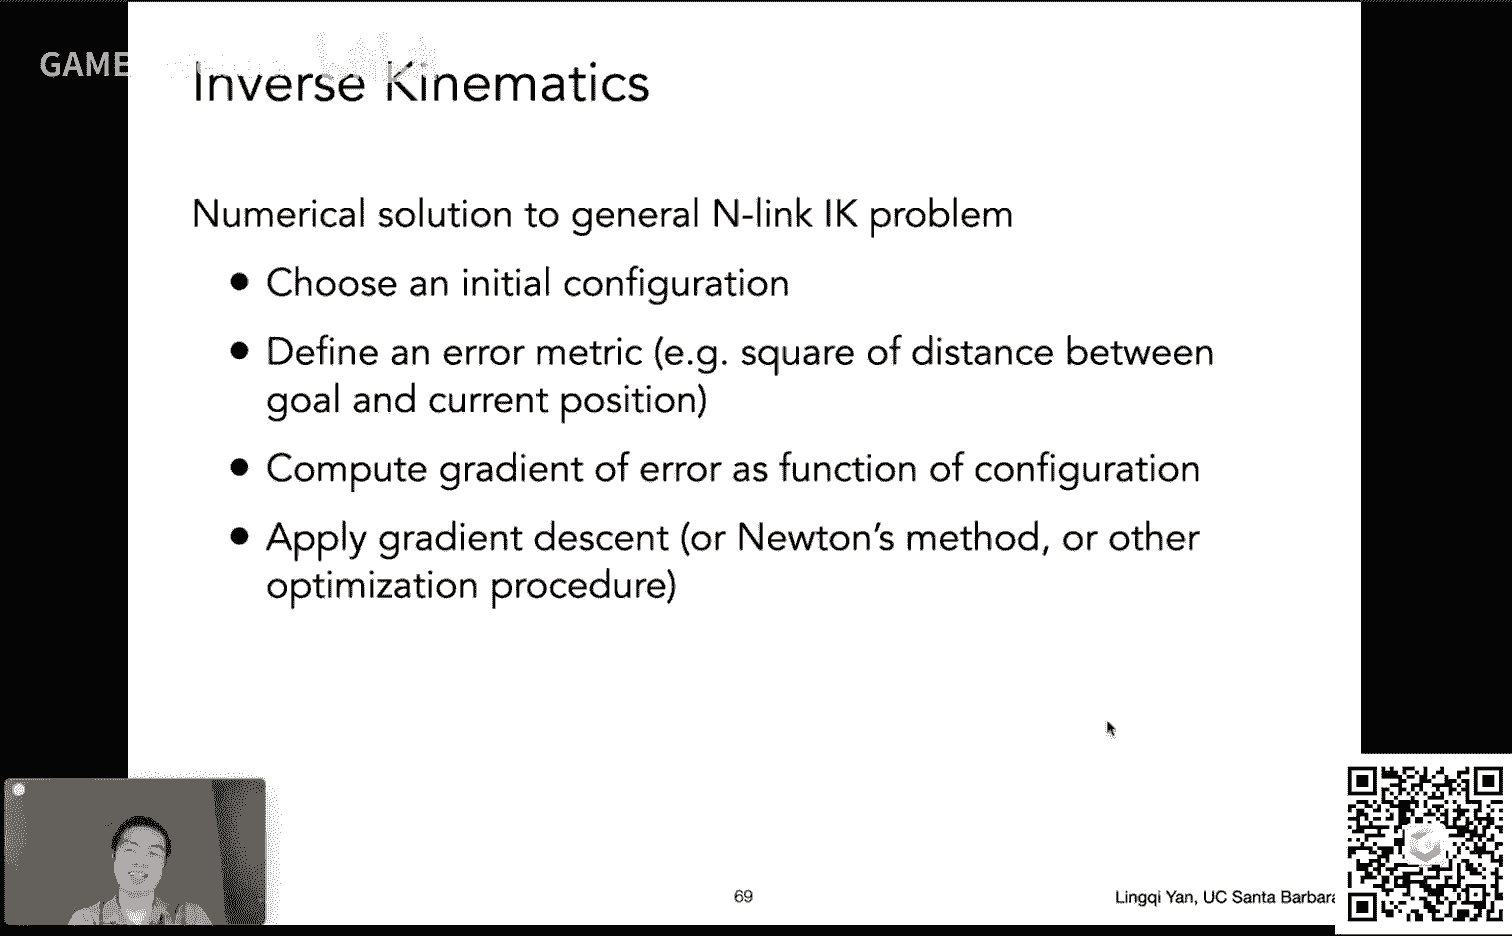 GAME
Inverse Kinematics
Numerical solution to general N-link IK problem
● Choose an initial configuration
● Define an error metric (e.g. square of distance between
goal and current position)
● Compute gradient of error as function of configuration
● Apply gradient descent (or Newton's method, or other
optimization procedure)
69
Lingqi Yan, UC Santa Barbara